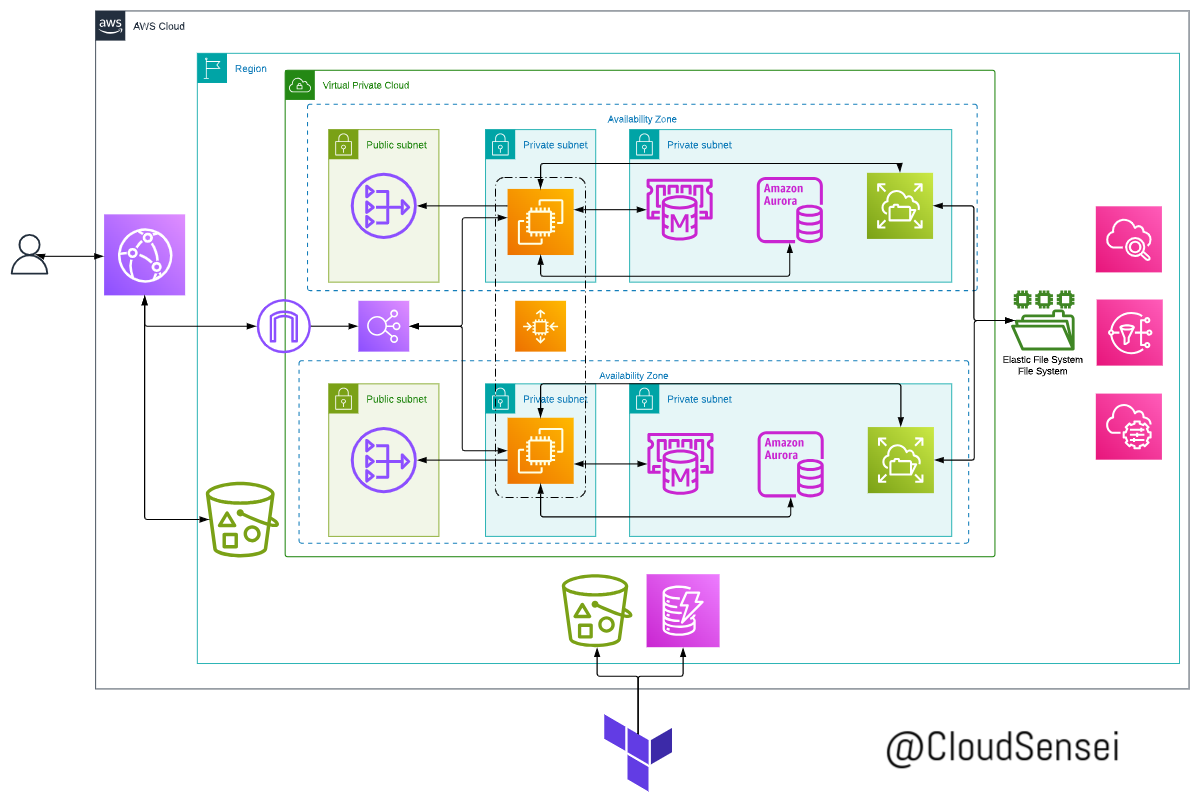 aws
AWS Cloud
Region
Virtual Private Cloud
Availability Zone
Public subnet
Private subnet
Private subnet
M
Amazon
Aurora
Elastic File System
File System
Availability Zone
Public subnet
Private subnet
Private subnet
M
Amazon
Aurora
@CloudSensei